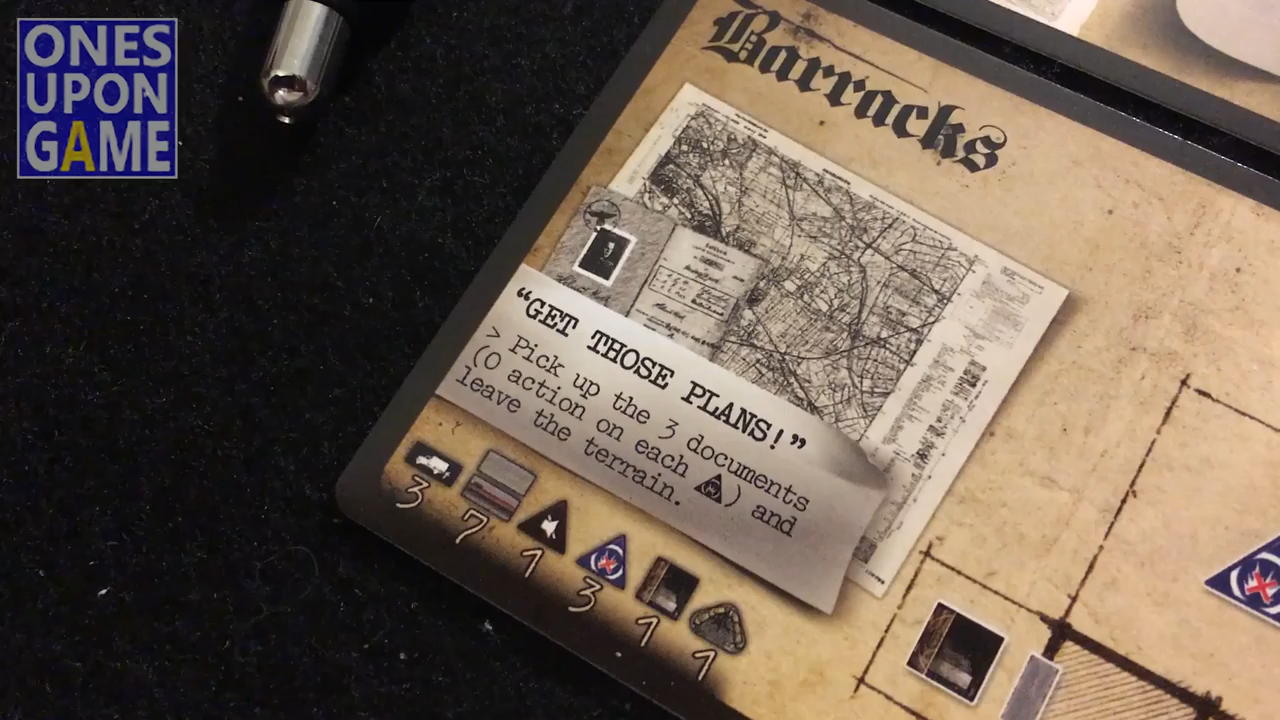 ONES
UPON
GAME
Barracks
“GET THOSE PLANS!”
> Pick up the 3 documents
(0 action on each ) and
leave the terrain.
3 7 1 3 1 1